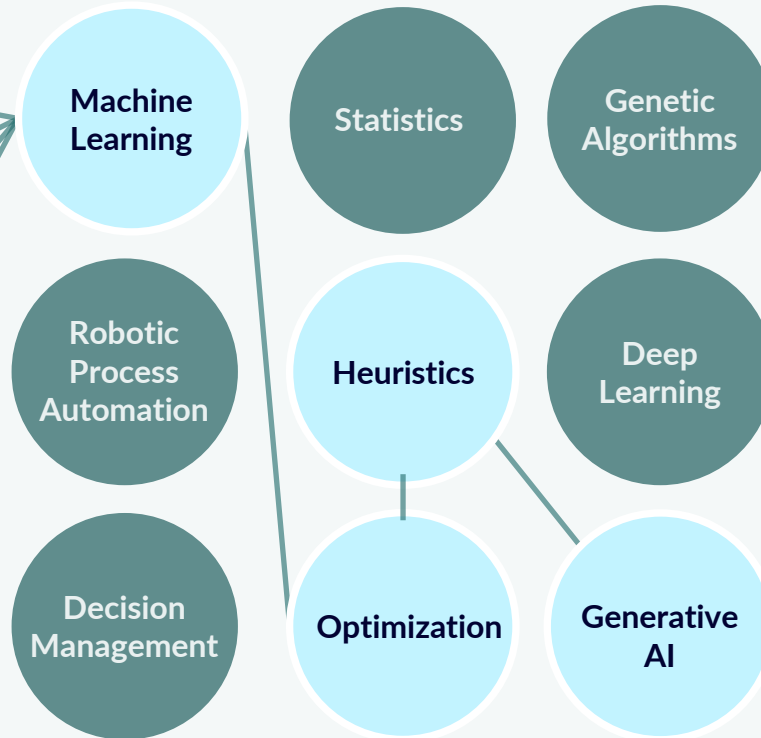 Machine
Learning
Statistics
Genetic
Algorithms
Robotic
Process
Automation
Heuristics
Deep
Learning
Decision
Management
Optimization
Generative
AI